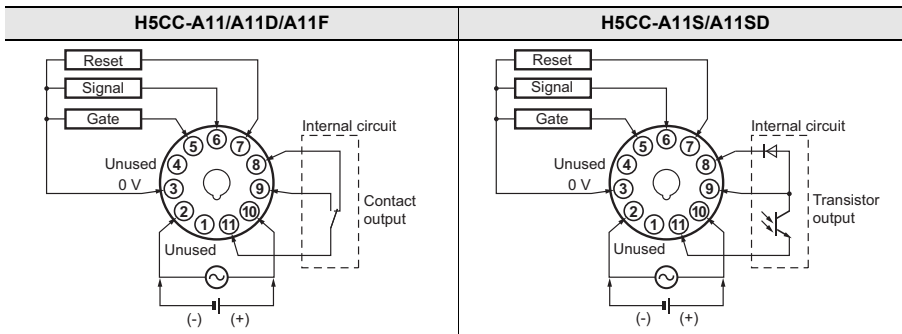 H5CC-A11/A11D/A11F
Reset
Signal
Gate
Internal circuit
Unused
0 V
Contact
output
Unused
1
2
3
4
5
6
7
8
9
10
11
(-) (+)
H5CC-A11S/A11SD
Reset
Signal
Gate
Internal circuit
Unused
0 V
Transistor
output
Unused
1
2
3
4
5
6
7
8
9
10
11
(-) (+)